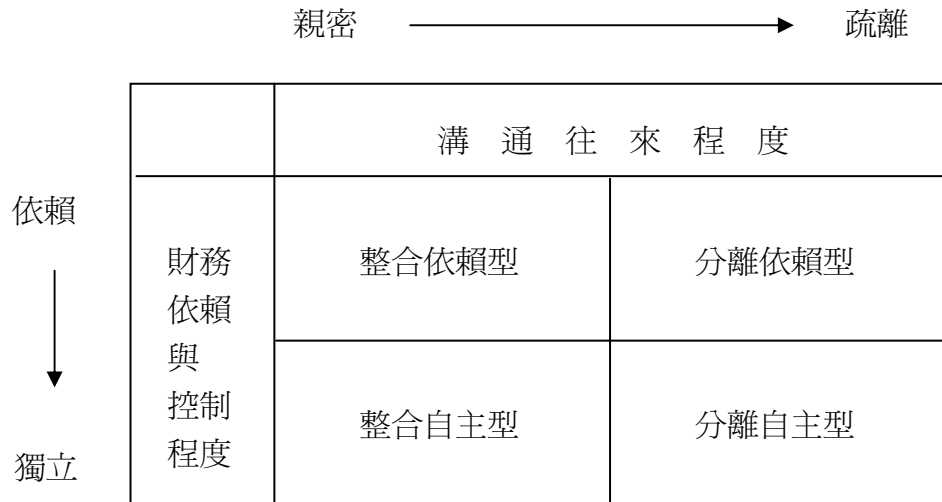 親密 疏離
溝通往來程度
依賴
財務
依賴
與
控制
程度
整合依賴型 分離依賴型
整合自主型 分離自主型
獨立